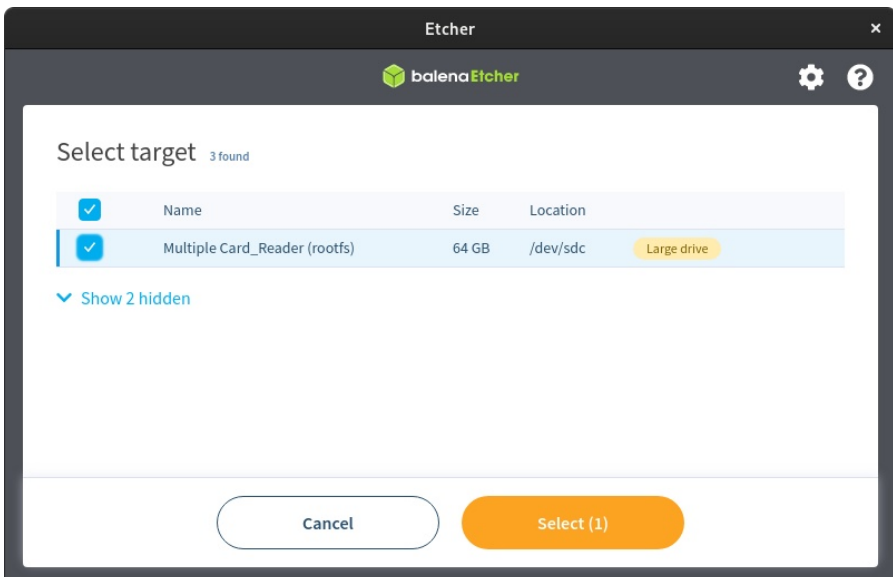 Etcher
balenaEtcher
Select target 3 found
Name Size Location
Multiple Card_Reader (rootfs) 64 GB /dev/sdc Large drive
Show 2 hidden
Cancel Select (1)